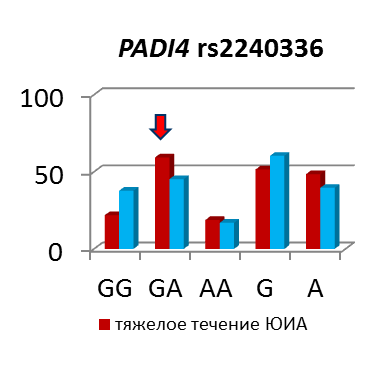 PADI4 rs2240336
100
50
0
GG GA AA G A
тяжелое течение ЮИА